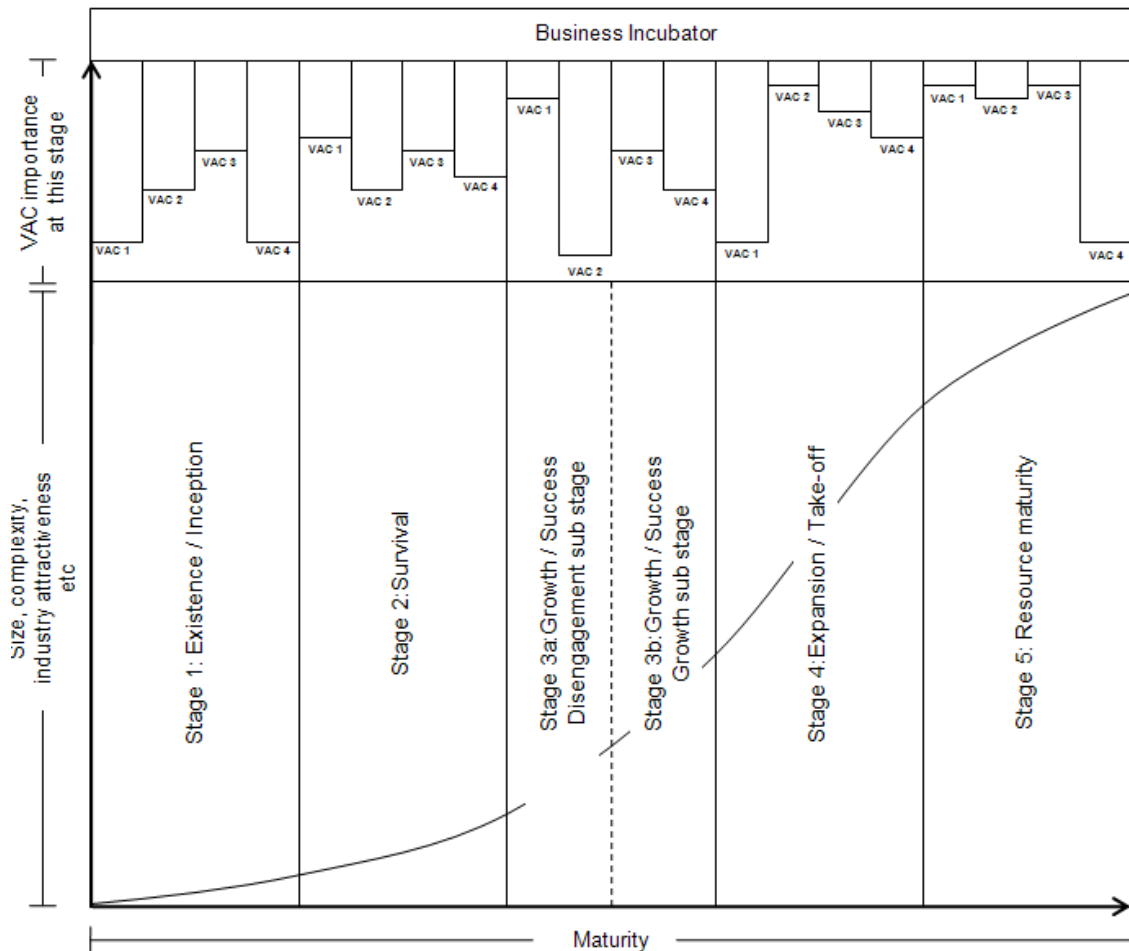 Business Incubator
VAC importance
at this stage
VAC 1
VAC 2
VAC 3
VAC 4
VAC 1
VAC 2
VAC 3
VAC 4
VAC 1
VAC 2
VAC 3
VAC 4
VAC 1
VAC 2
VAC 3
VAC 4
VAC 1
VAC 2
VAC 3
VAC 4
Size, complexity,
industry attractiveness
etc
Stage 1: Existence / Inception
Stage 2:Survival
Stage 3a:Growth / Success
Disengagement sub stage
Stage 3b:Growth / Success
Growth sub stage
Stage 4:Expansion / Take-off
Stage 5: Resource maturity
Maturity